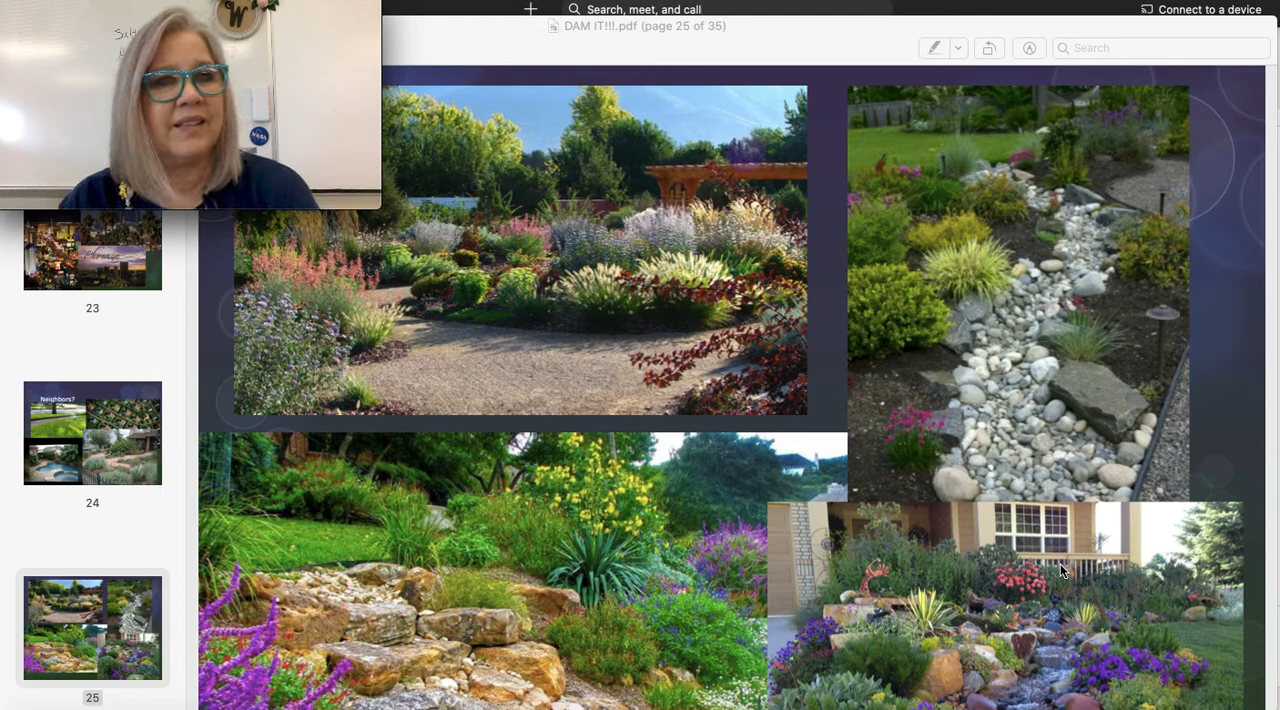 Search, meet, and call
Connect to a device
DAM IT!!!.pdf (page 25 of 35)
Search
W
23
Neighbors?
24
25